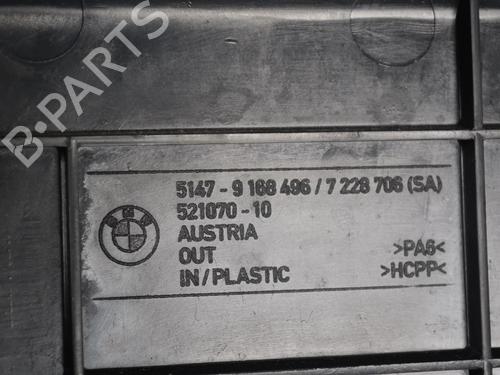 B-PARTS
5147 - 9 168 496 / 7 228 706 (SA)
521070 - 10
AUSTRIA
OUT >PA6<
IN / PLASTIC >HCPP<
BMW